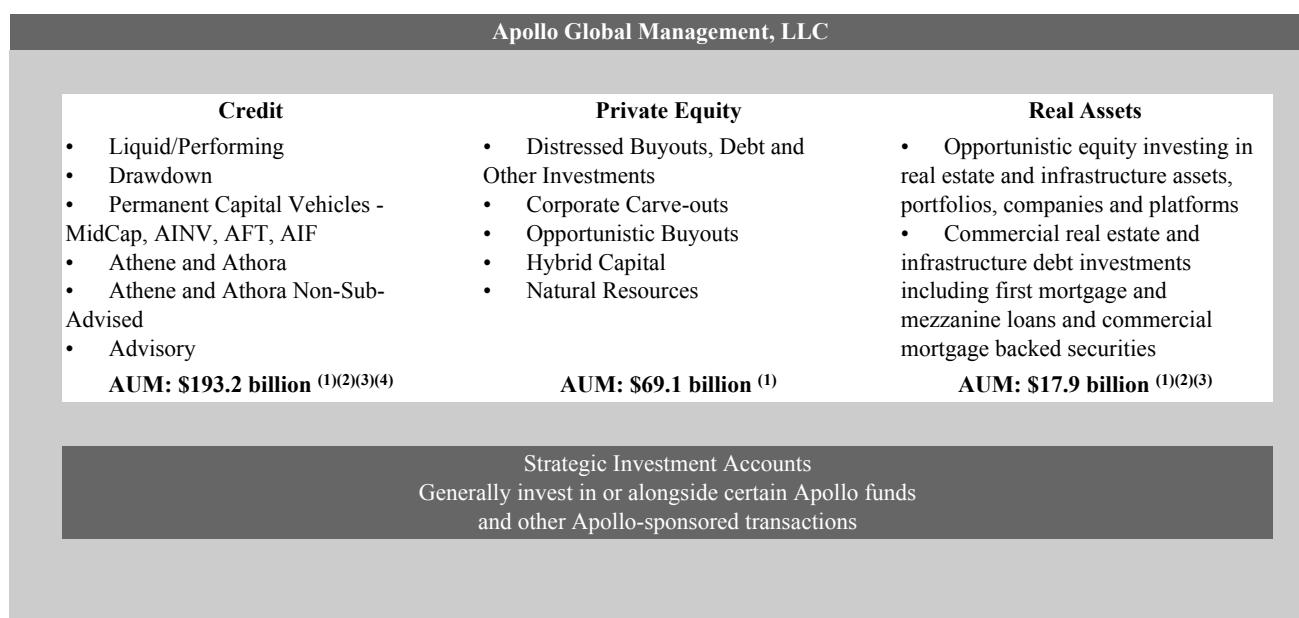 Apollo Global Management, LLC
Credit
• Liquid/Performing
• Drawdown
• Permanent Capital Vehicles -
MidCap, AINV, AFT, AIF
• Athene and Athora
• Athene and Athora Non-Sub-
Advised
• Advisory
AUM: $193.2 billion (1)(2)(3)(4)
Private Equity
• Distressed Buyouts, Debt and
Other Investments
• Corporate Carve-outs
• Opportunistic Buyouts
• Hybrid Capital
• Natural Resources
AUM: $69.1 billion (1)
Real Assets
• Opportunistic equity investing in
real estate and infrastructure assets,
portfolios, companies and platforms
• Commercial real estate and
infrastructure debt investments
including first mortgage and
mezzanine loans and commercial
mortgage backed securities
AUM: $17.9 billion (1)(2)(3)
Strategic Investment Accounts
Generally invest in or alongside certain Apollo funds
and other Apollo-sponsored transactions